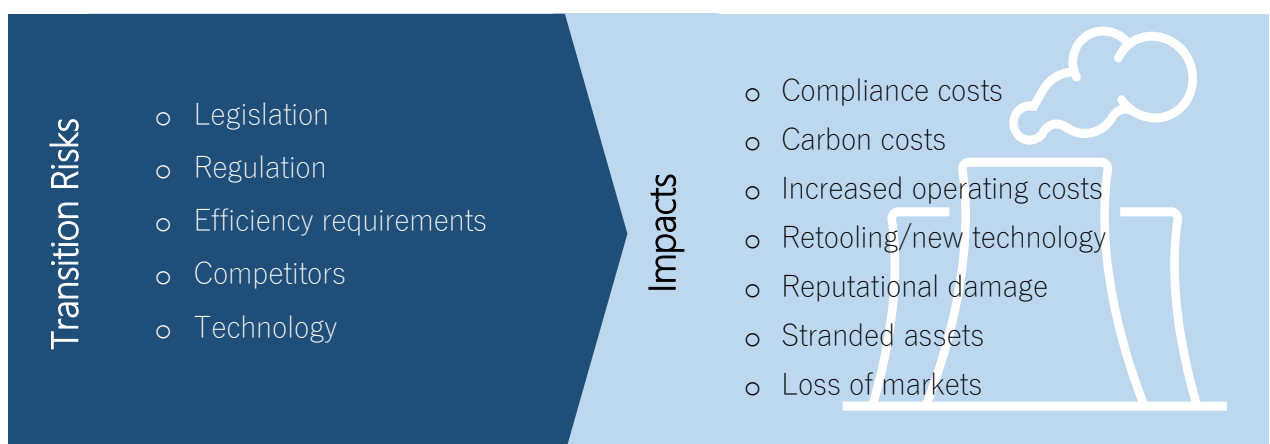 Transition Risks
o Legislation
o Regulation
o Efficiency requirements
o Competitors
o Technology
Impacts
o Compliance costs
o Carbon costs
o Increased operating costs
o Retooling/new technology
o Reputational damage
o Stranded assets
o Loss of markets